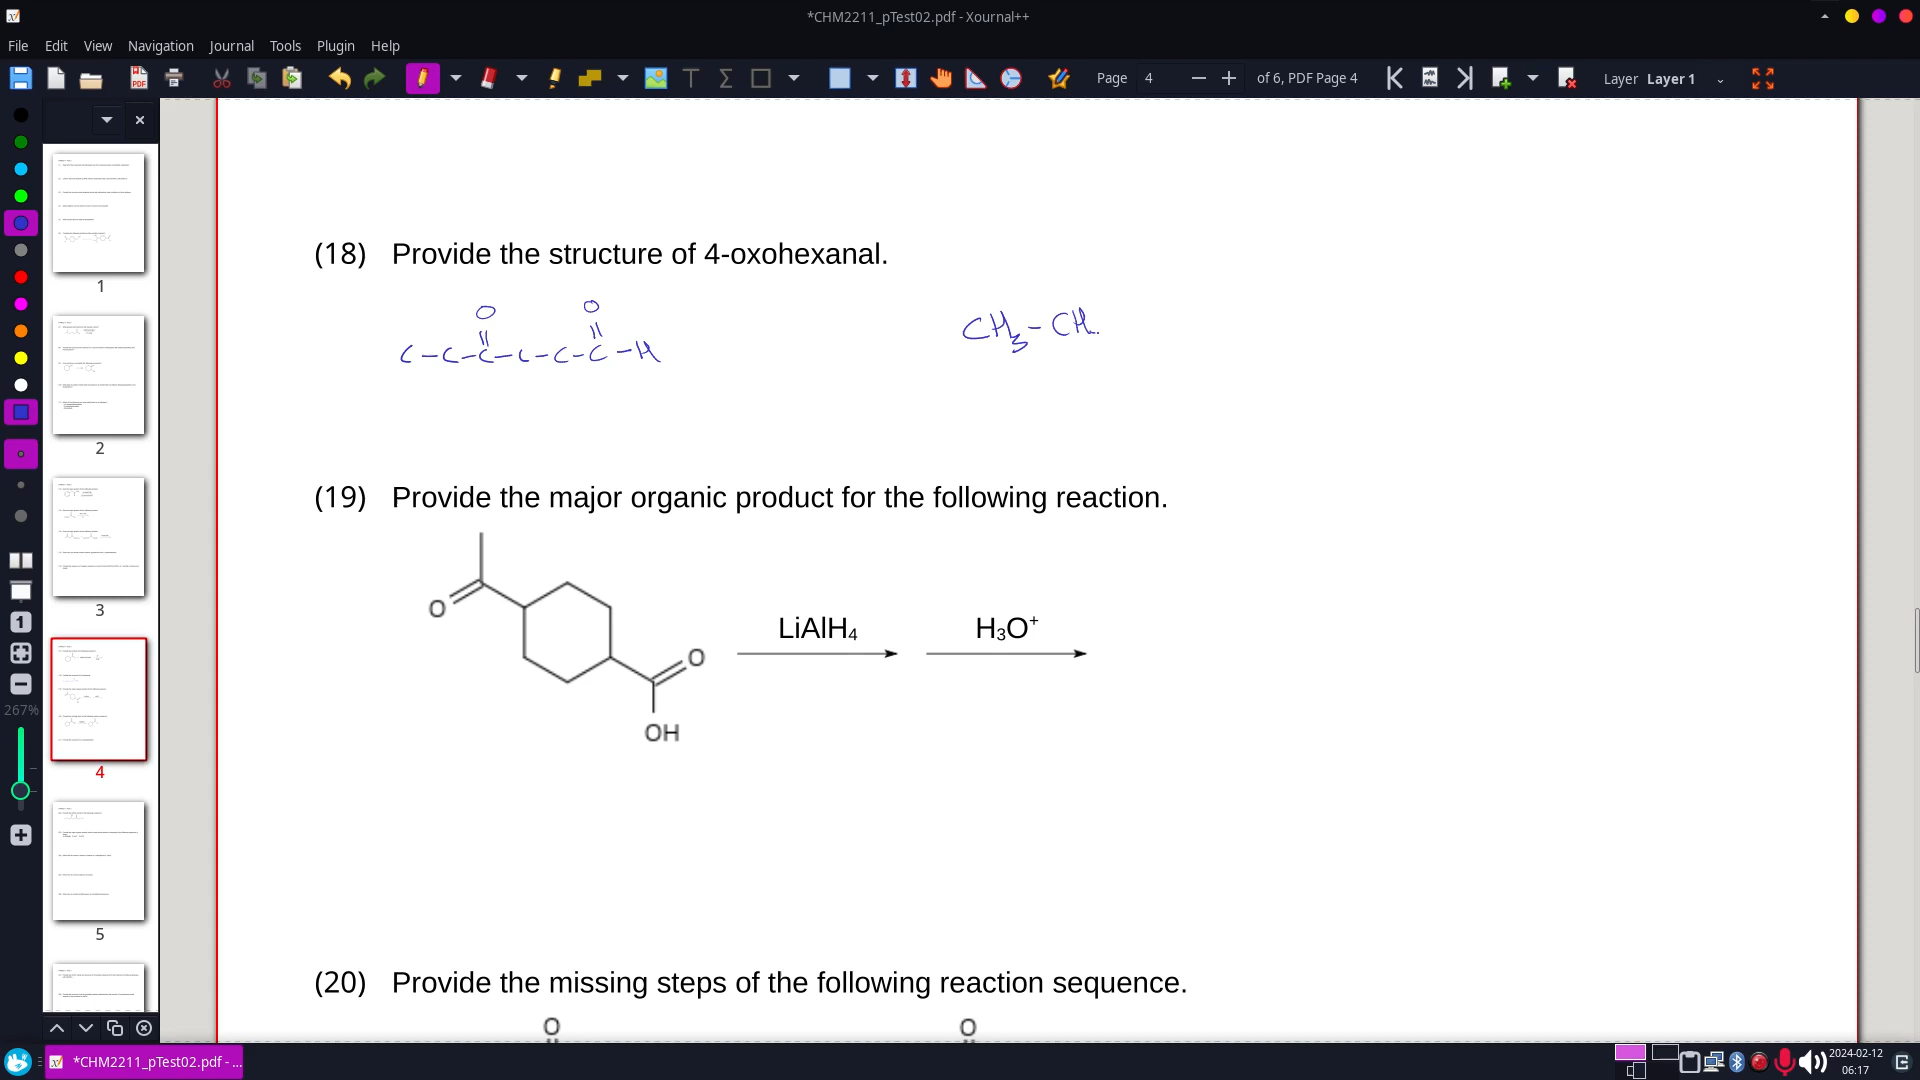 *CHM2211_pTest02.pdf - Xournal++
File Edit View Navigation Journal Tools Plugin Help
Page 4 of 6, PDF Page 4 Layer Layer 1
1
2
3
4
5
1
267%
(18) Provide the structure of 4-oxohexanal.
O O
C-C-C-C-C-C-H
CH3-CH
(19) Provide the major organic product for the following reaction.
O
O
OH
LiAlH4
H3O+
(20) Provide the missing steps of the following reaction sequence.
O O
*CHM2211_pTest02.pdf - ...
2024-02-12
06:17